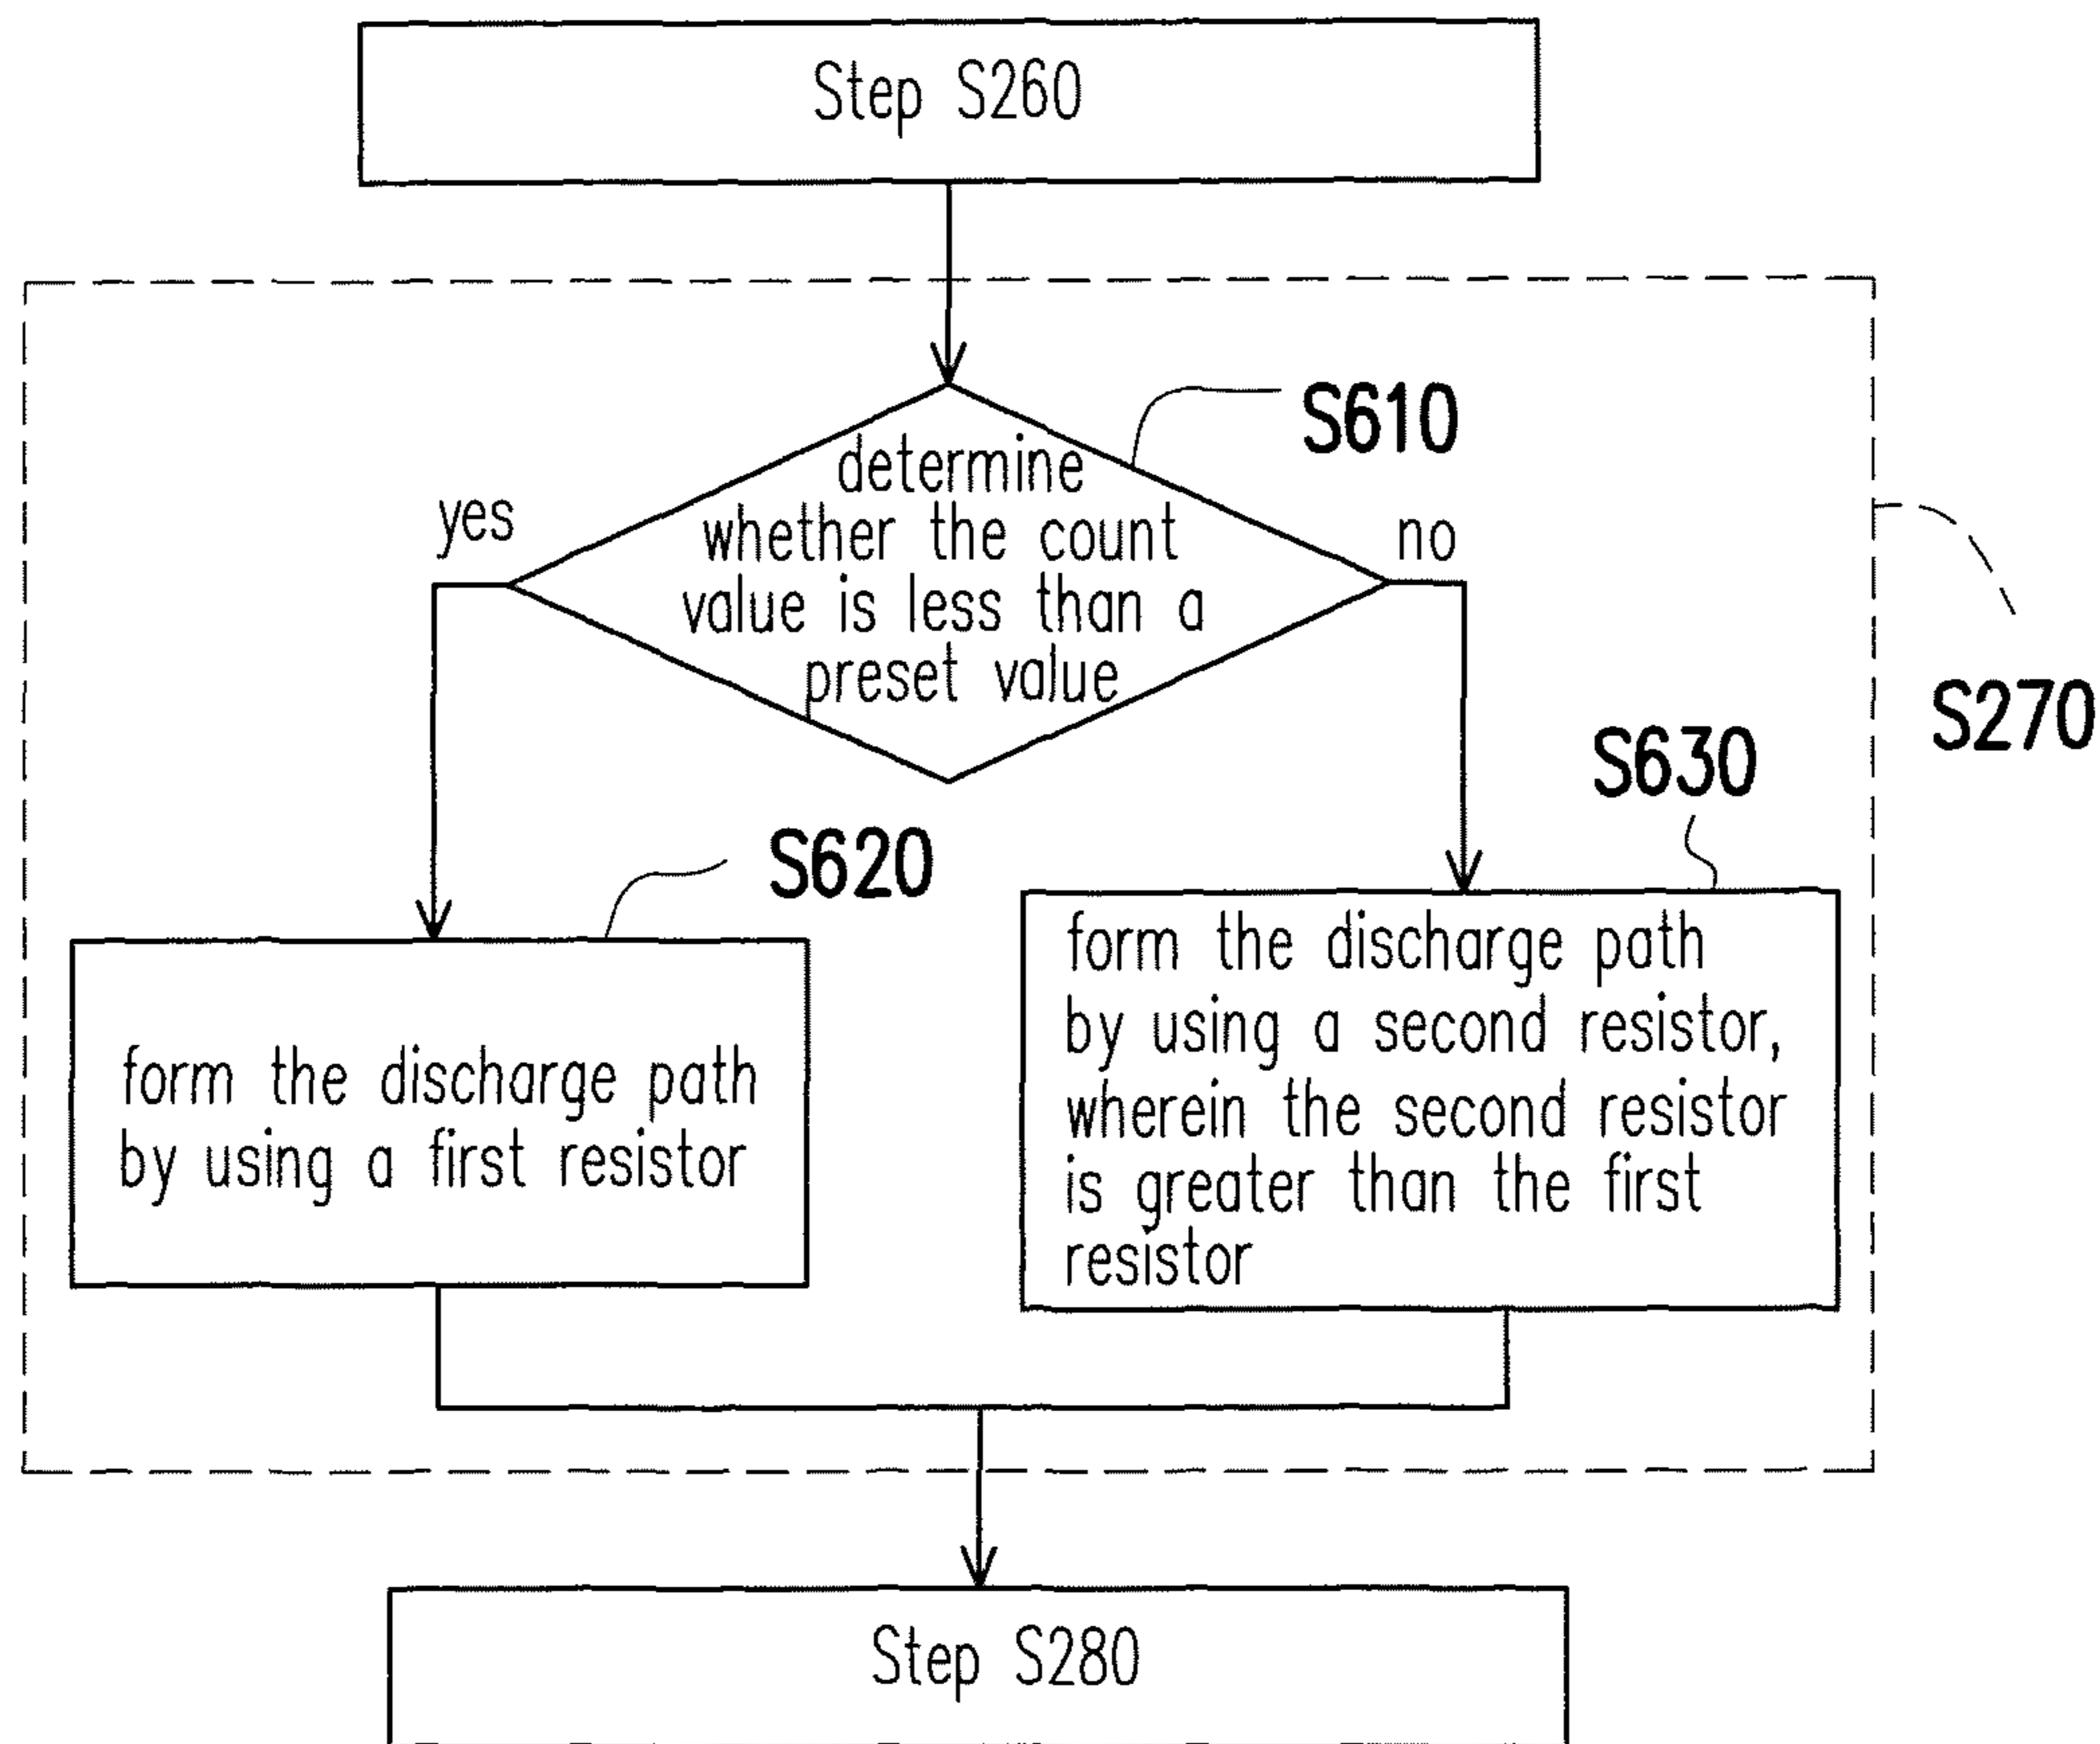 Step S260
S610
determine
whether the count
value is less than a
preset value
yes
no
S270
S620
form the discharge path
by using a first resistor
S630
form the discharge path
by using a second resistor,
wherein the second resistor
is greater than the first
resistor
Step S280